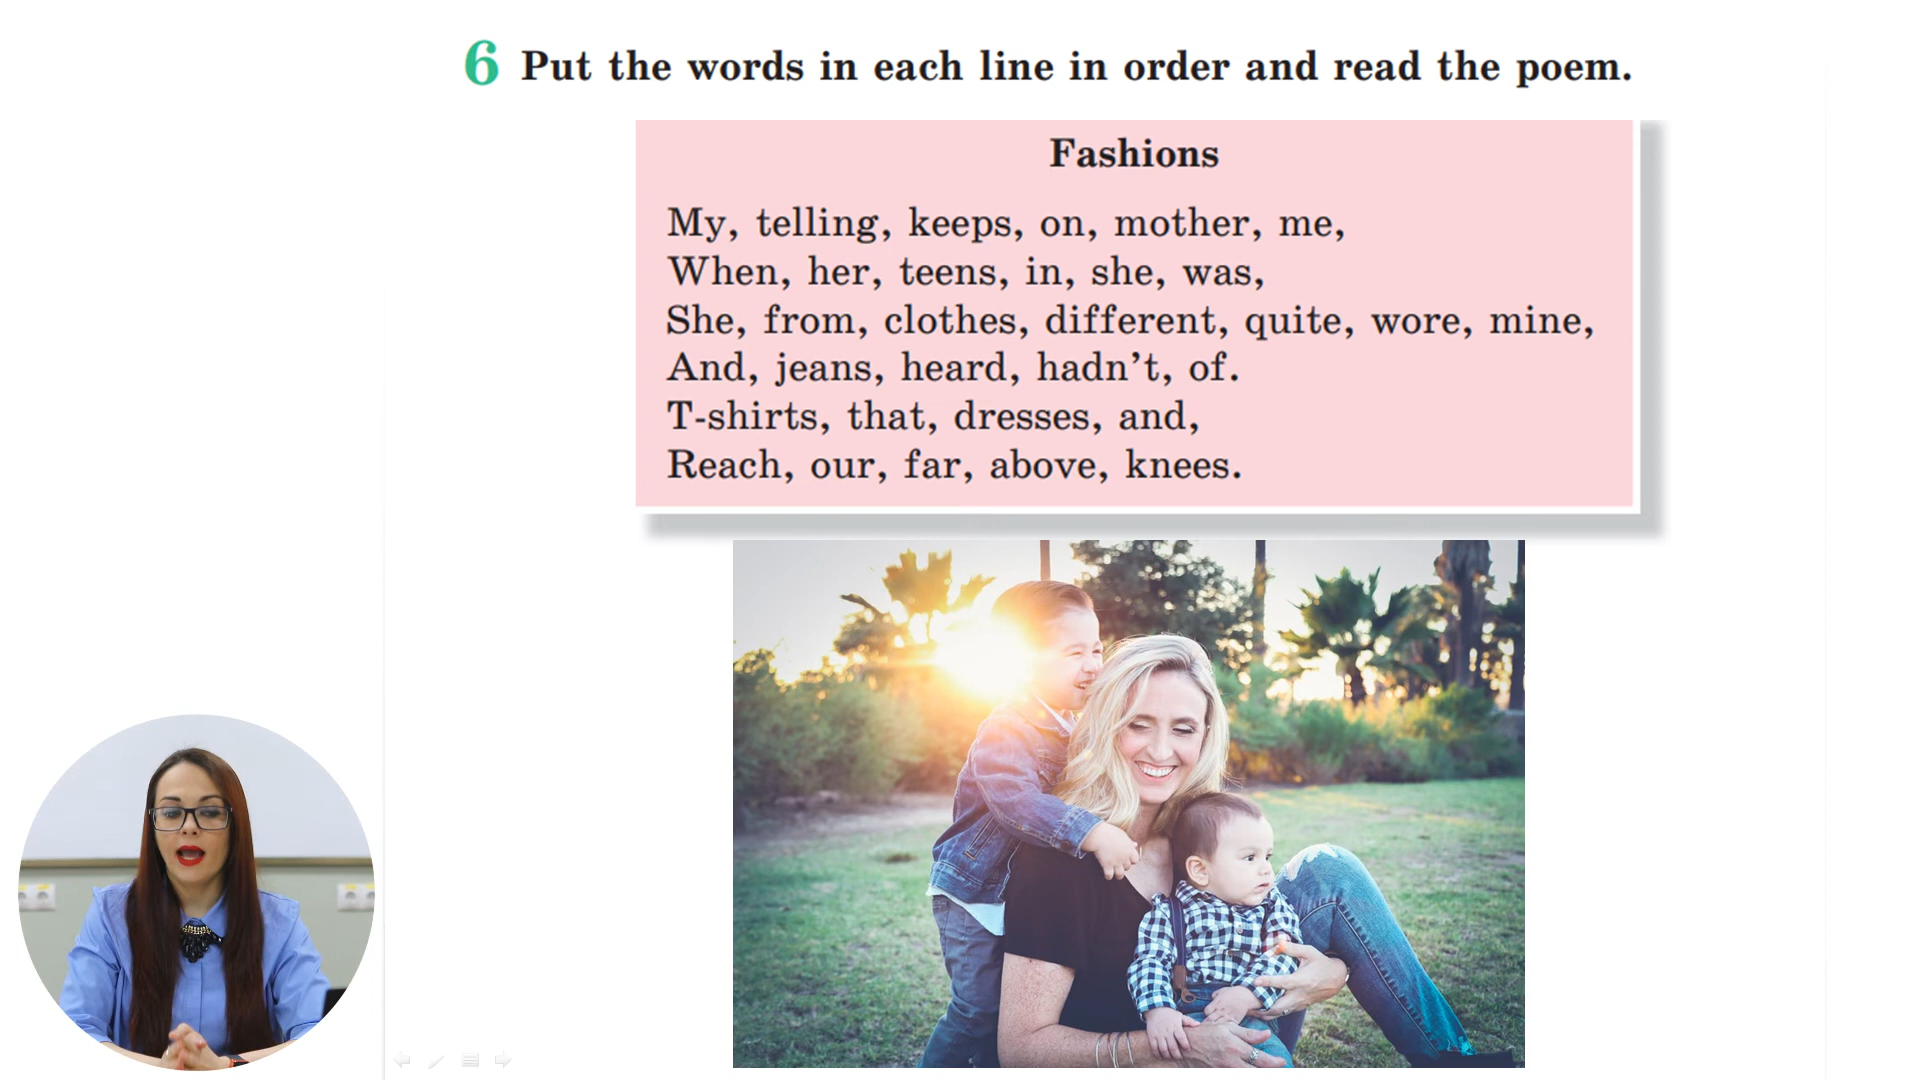 6 Put the words in each line in order and read the poem.
Fashions
My, telling, keeps, on, mother, me,
When, her, teens, in, she, was,
She, from, clothes, different, quite, wore, mine,
And, jeans, heard, hadn't, of.
T-shirts, that, dresses, and,
Reach, our, far, above, knees.